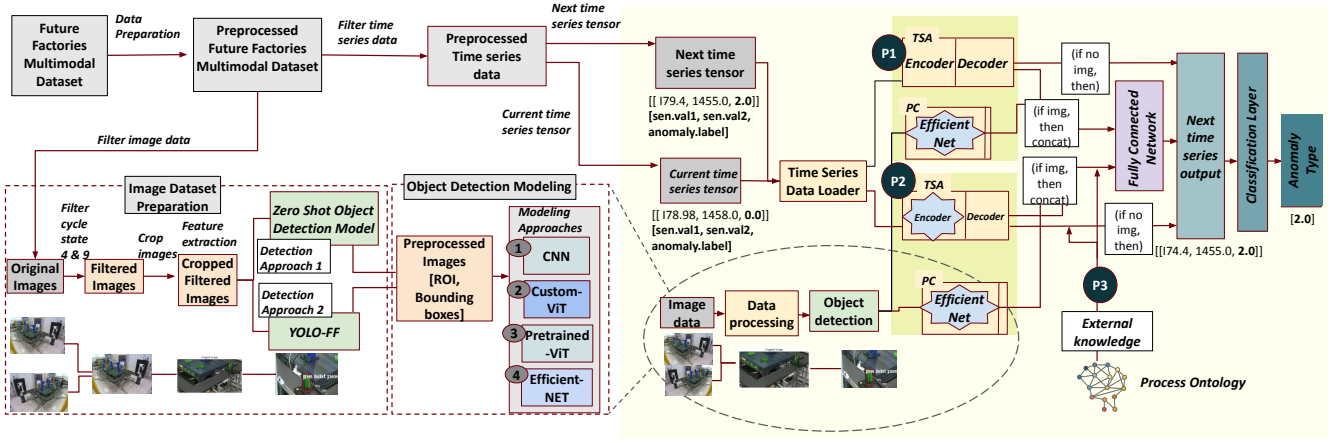 Future
Factories
Multimodal
Dataset
Data
Preparation
Preprocessed
Future Factories
Multimodal Dataset
Filter time
series data
Preprocessed
Time series
data
Next time
series tensor
Current
time series
tensor
Filter image data
Next time
series tensor
[[ I79.4, 1455.0, 2.0]]
[sen.val1, sen.val2,
anomaly.label]
Current time
series tensor
[[ I78.98, 1458.0, 0.0]]
[sen.val1, sen.val2,
anomaly.label]
Time Series
Data Loader
P1
TSA
Encoder
Decoder
PC
Efficient
Net
P2
TSA
Encoder
Decoder
PC
Efficient
Net
(if no
img,
then)
(if img,
then
concat)
(if img,
then
concat)
(if no
img,
then)
Fully Connected
Network
Next
time
series
output
Classification Layer
Anomaly
Type
[2.0]
[[I74.4, 1455.0, 2.0]]
P3
External
knowledge
Process Ontology
Image Dataset
Preparation
Filter
cycle
state
4 & 9
Crop
images
Feature
extraction
Original
Images
Filtered
Images
Cropped
Filtered
Images
Zero Shot Object
Detection Model
Detection
Approach 1
Detection
Approach 2
YOLO-FF
Object Detection Modeling
Preprocessed
Images
[ROI,
Bounding
boxes]
Modeling
Approaches
1
CNN
2
Custom-
ViT
3
Pretrained
-ViT
4
Efficient-
NET
Image
data
Data
processing
Object
detection